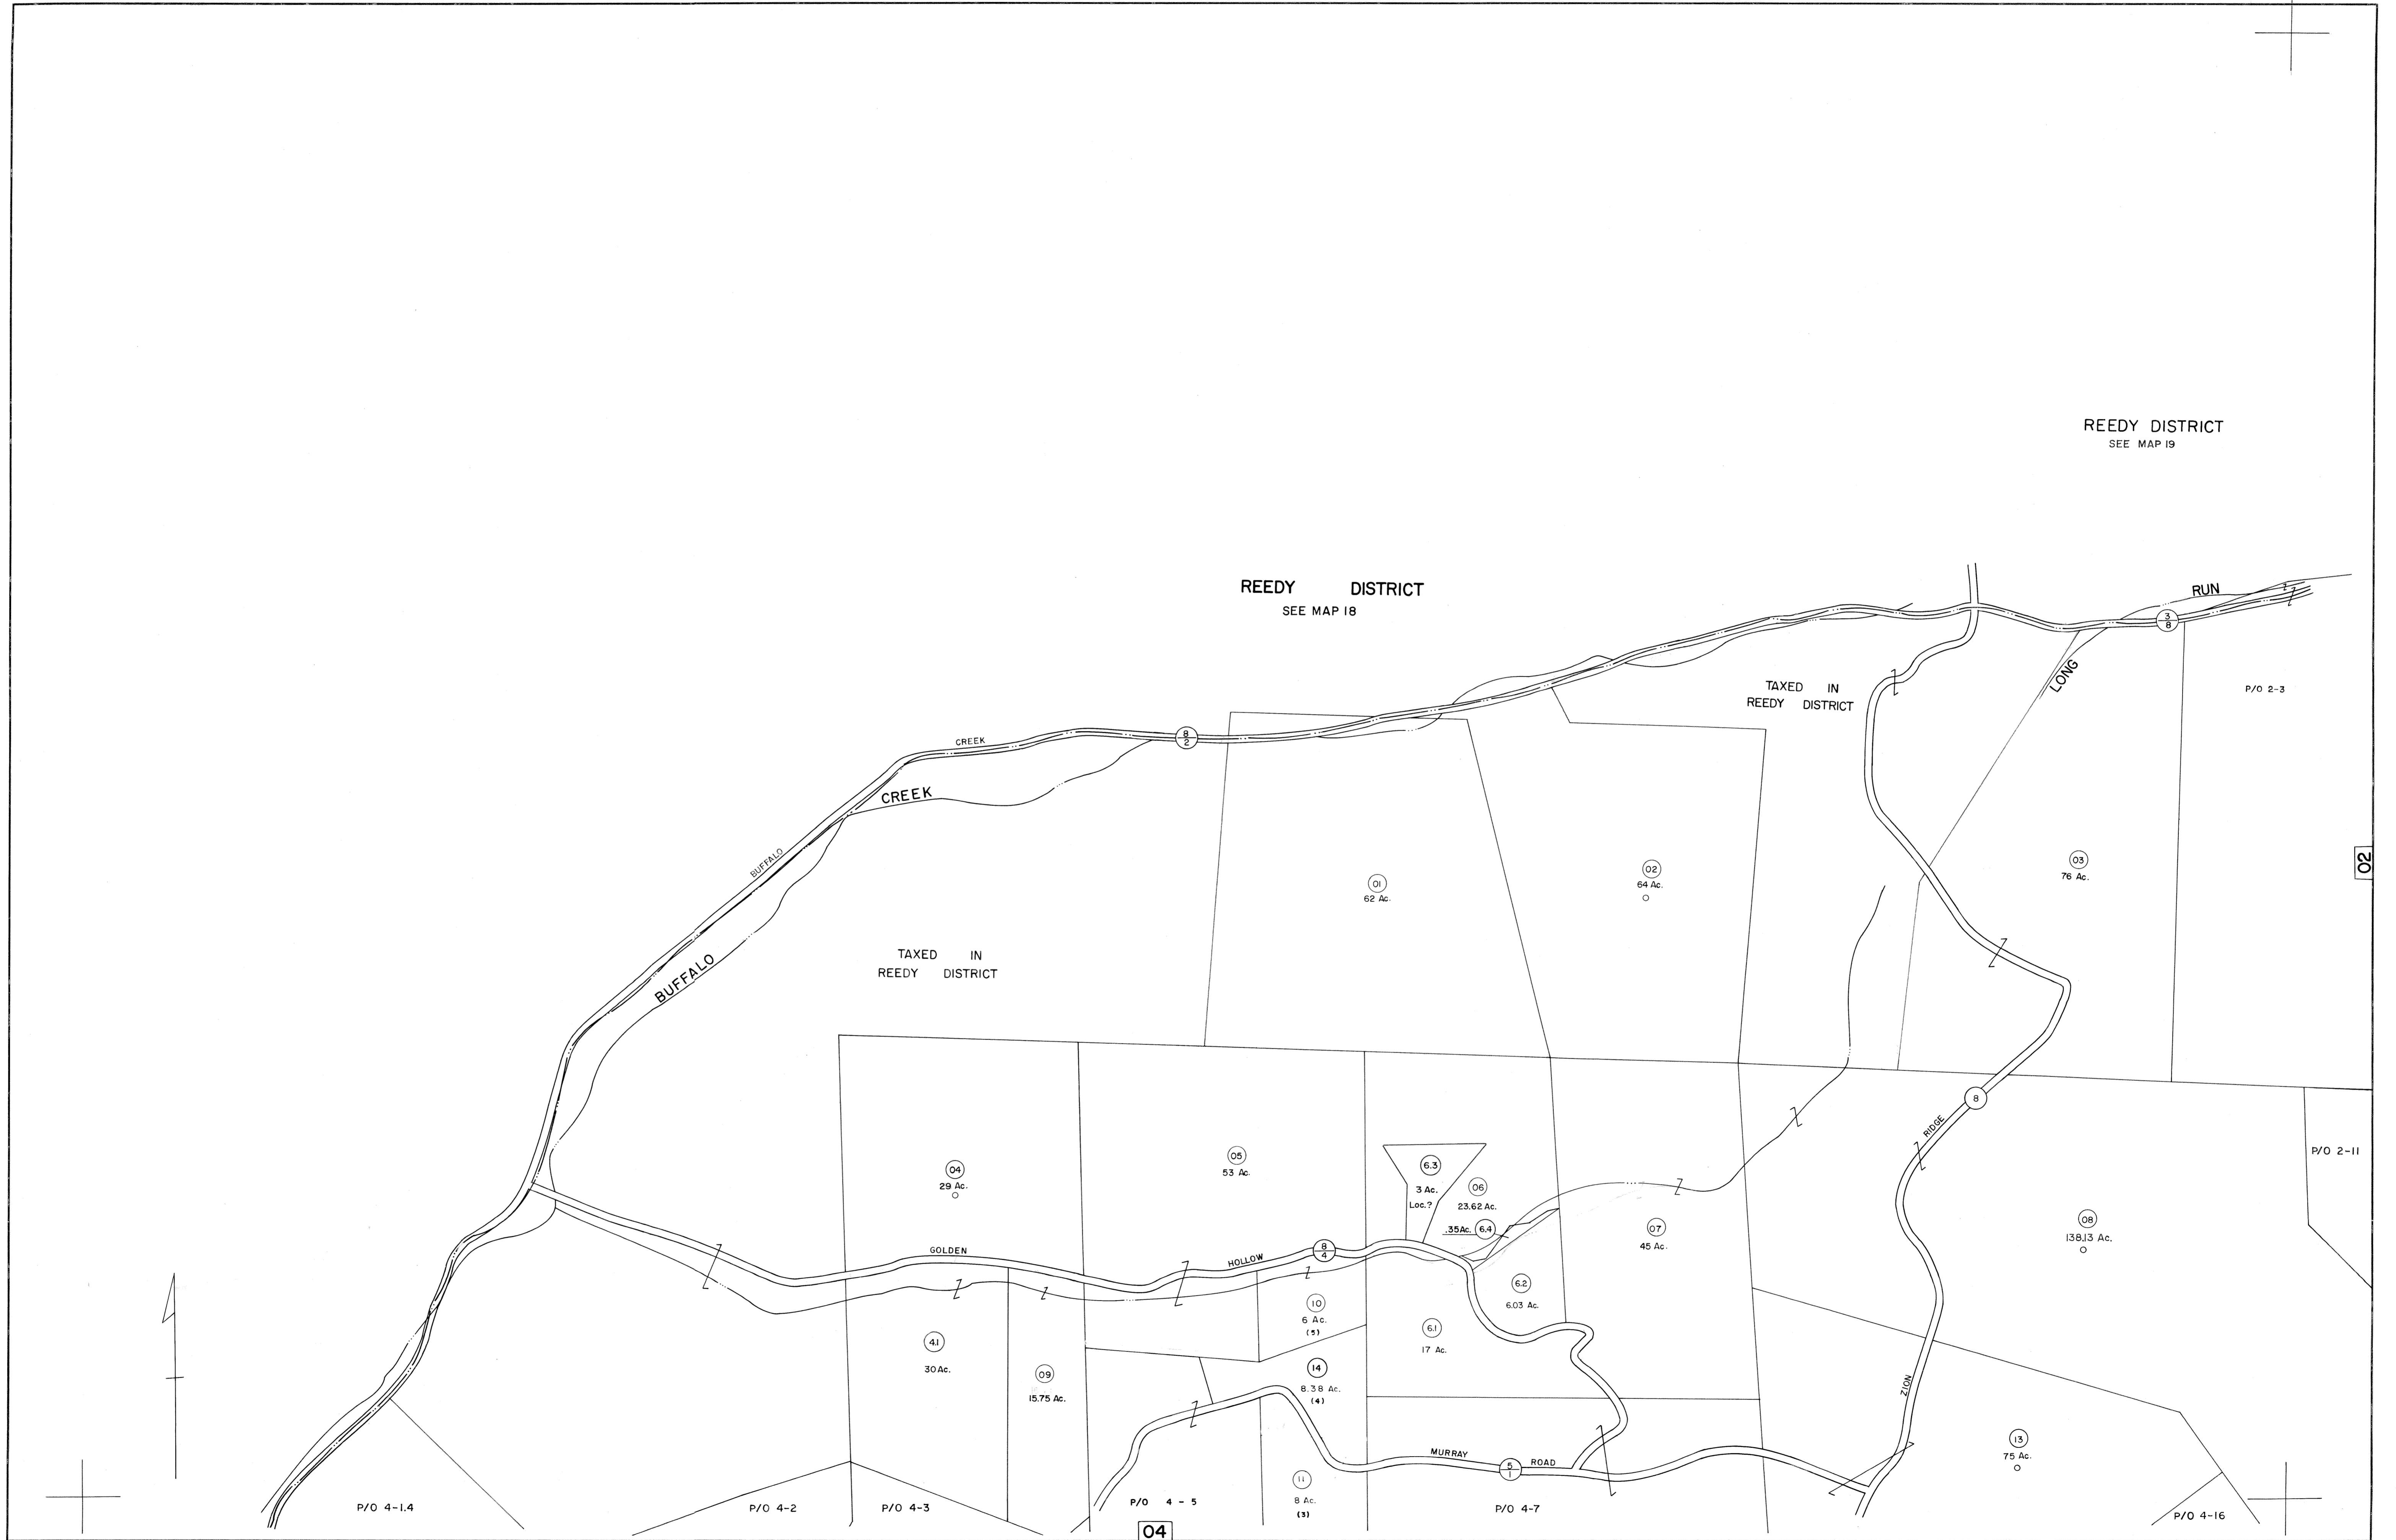 REEDY DISTRICT
SEE MAP 19
REEDY DISTRICT
SEE MAP 18
RUN
3
8
LONG
TAXED IN
REEDY DISTRICT
P/O 2-3
8
2
CREEK
CREEK
BUFFALO
BUFFALO
TAXED IN
REEDY DISTRICT
01
62 Ac.
02
64 Ac.
03
76 Ac.
02
8
RIDGE
ZION
P/O 2-11
04
29 Ac.
05
53 Ac.
6.3
3 Ac.
Loc.?
06
23.62 Ac.
.35Ac. 6.4
07
45 Ac.
08
138.13 Ac.
GOLDEN
HOLLOW
8
4
6.2
6.03 Ac.
10
6 Ac.
(5)
6.1
17 Ac.
4.1
30 Ac.
09
15.75 Ac.
14
8.38 Ac.
(4)
MURRAY
5
1
ROAD
13
75 Ac.
11
8 Ac.
(3)
P/O 4-1.4
P/O 4-2
P/O 4-3
P/O 4 - 5
P/O 4-7
P/O 4-16
04